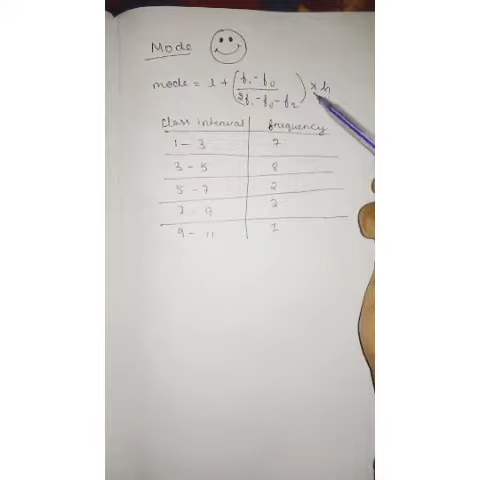 Mode
mode = l + ( f₁ - f₀ / 2f₁ - f₀ - f₂ ) × h
Class interval frequency
1 - 3 7
3 - 5 8
5 - 7 2
7 - 9 2
9 - 11 1